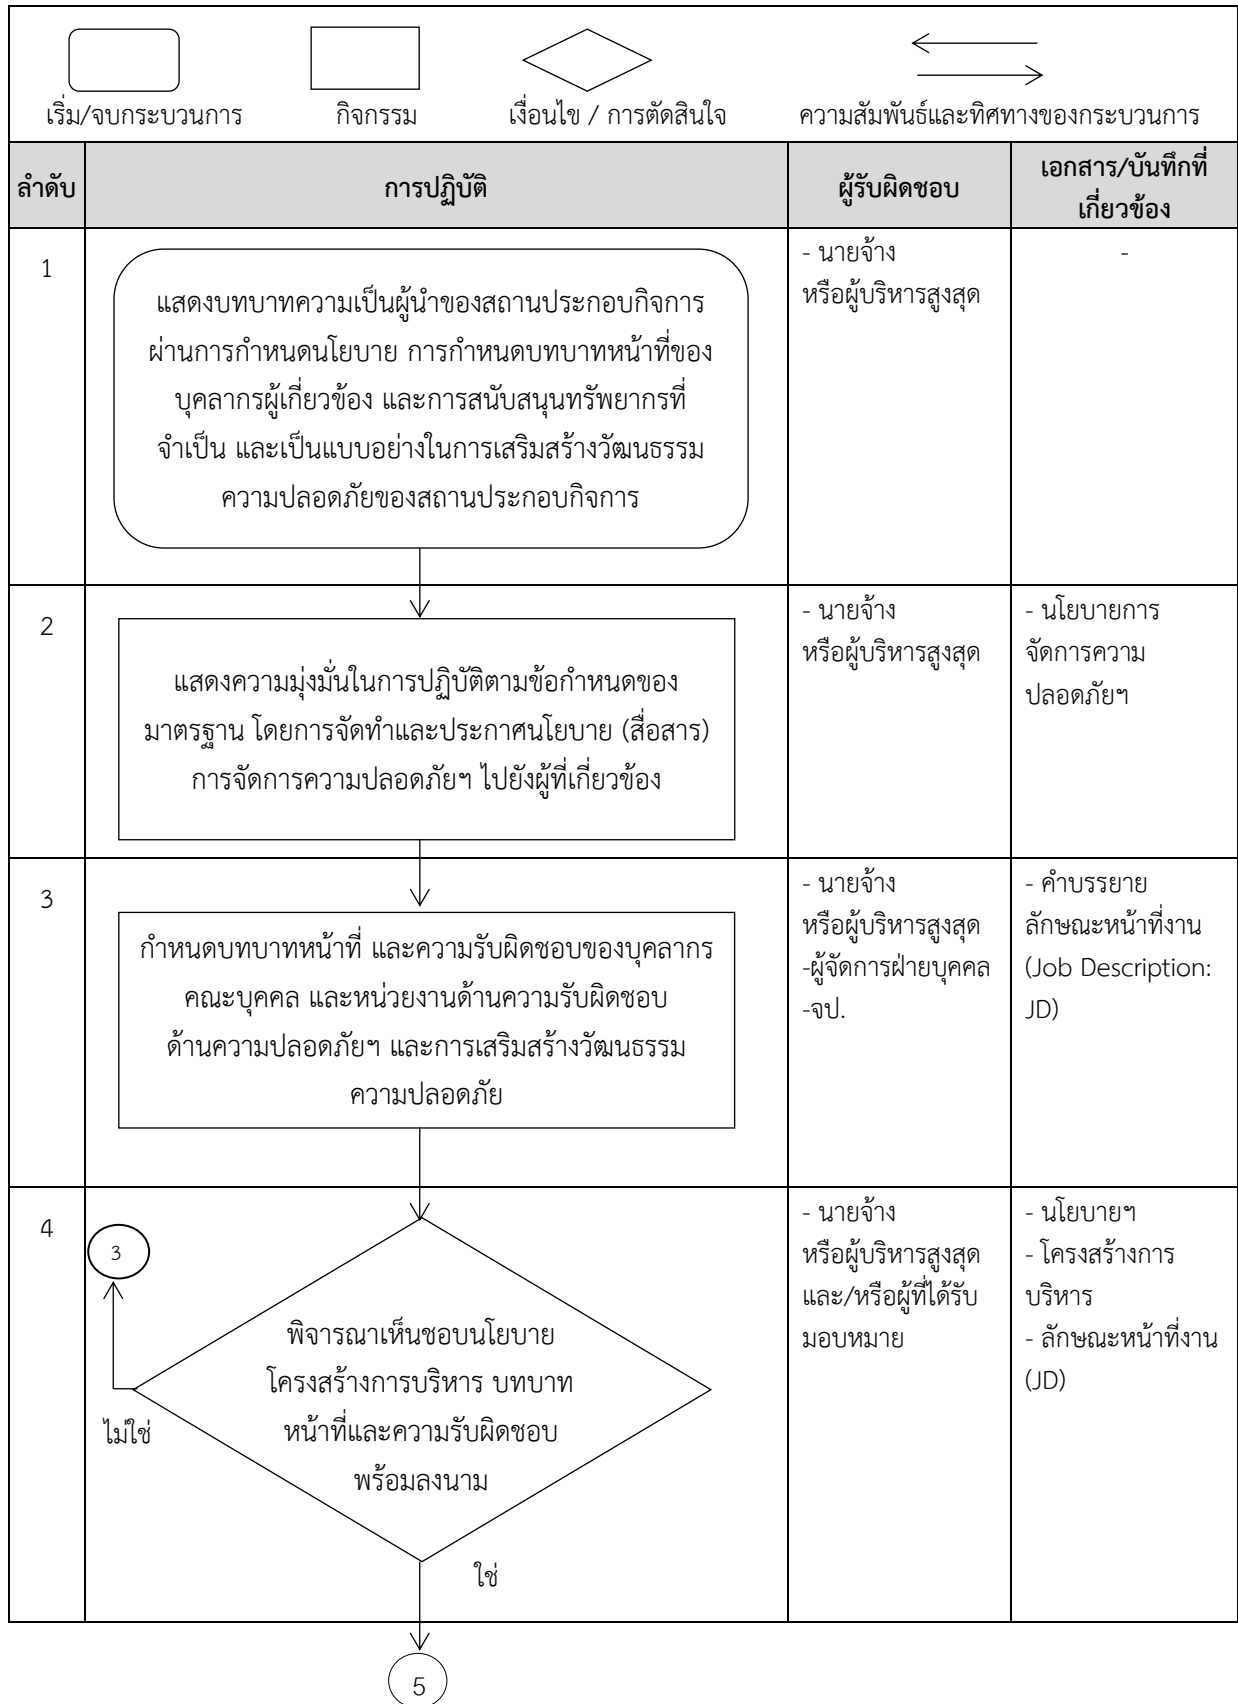 เริ่ม/จบกระบวนการ
กิจกรรม
เงื่อนไข / การตัดสินใจ
ความสัมพันธ์และทิศทางของกระบวนการ
ลำดับ
การปฏิบัติ
ผู้รับผิดชอบ
เอกสาร/บันทึกที่
เกี่ยวข้อง
1
แสดงบทบาทความเป็นผู้นำของสถานประกอบกิจการ
ผ่านการกำหนดนโยบาย การกำหนดบทบาทหน้าที่ของ
บุคลากรผู้เกี่ยวข้อง และการสนับสนุนทรัพยากรที่
จำเป็น และเป็นแบบอย่างในการเสริมสร้างวัฒนธรรม
ความปลอดภัยของสถานประกอบกิจการ
- นายจ้าง
หรือผู้บริหารสูงสุด
-
2
แสดงความมุ่งมั่นในการปฏิบัติตามข้อกำหนดของ
มาตรฐาน โดยการจัดทำและประกาศนโยบาย (สื่อสาร)
การจัดการความปลอดภัยฯ ไปยังผู้ที่เกี่ยวข้อง
- นายจ้าง
หรือผู้บริหารสูงสุด
- นโยบายการ
จัดการความ
ปลอดภัยฯ
3
กำหนดบทบาทหน้าที่ และความรับผิดชอบของบุคลากร
คณะบุคคล และหน่วยงานด้านความรับผิดชอบ
ด้านความปลอดภัยฯ และการเสริมสร้างวัฒนธรรม
ความปลอดภัย
- นายจ้าง
หรือผู้บริหารสูงสุด
-ผู้จัดการฝ่ายบุคคล
-จป.
- คำบรรยาย
ลักษณะหน้าที่งาน
(Job Description:
JD)
4
3
พิจารณาเห็นชอบนโยบาย
โครงสร้างการบริหาร บทบาท
หน้าที่และความรับผิดชอบ
พร้อมลงนาม
ไม่ใช่
ใช่
- นายจ้าง
หรือผู้บริหารสูงสุด
และ/หรือผู้ที่ได้รับ
มอบหมาย
- นโยบายฯ
- โครงสร้างการ
บริหาร
- ลักษณะหน้าที่งาน
(JD)
5